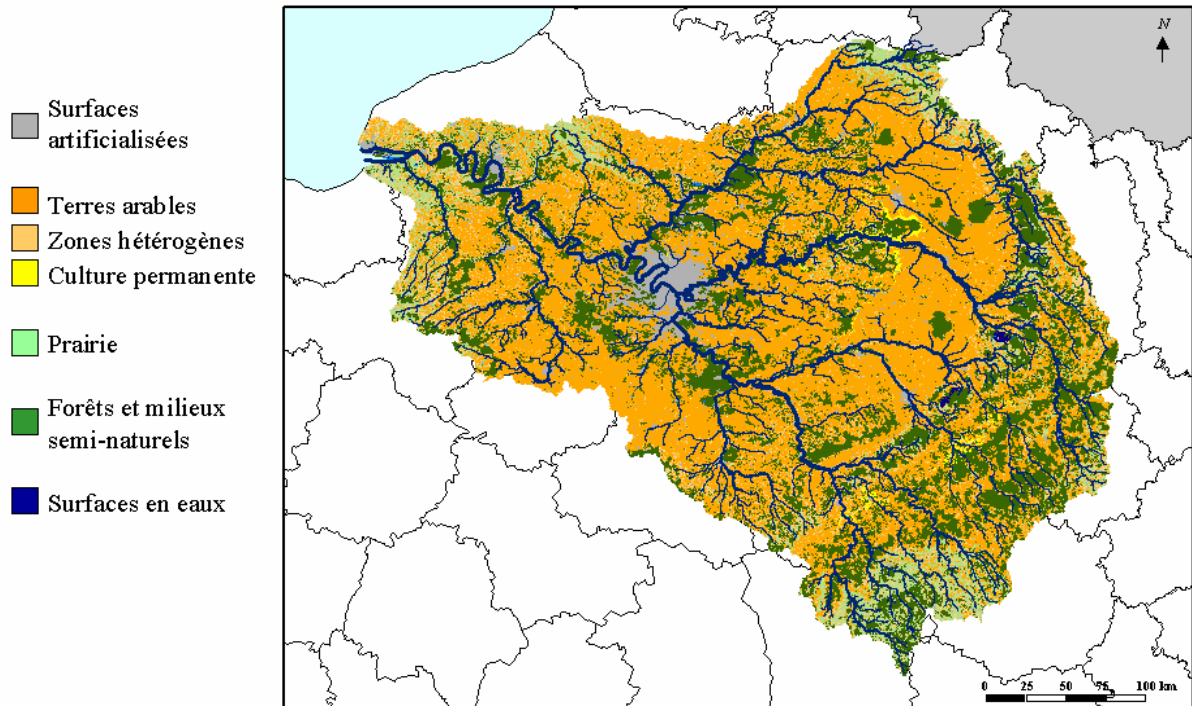 N
Surfaces
artificialisées
Terres arables
Zones hétérogènes
Culture permanente
Prairie
Forêts et milieux
semi-naturels
Surfaces en eaux
0 25 50 75 100 km